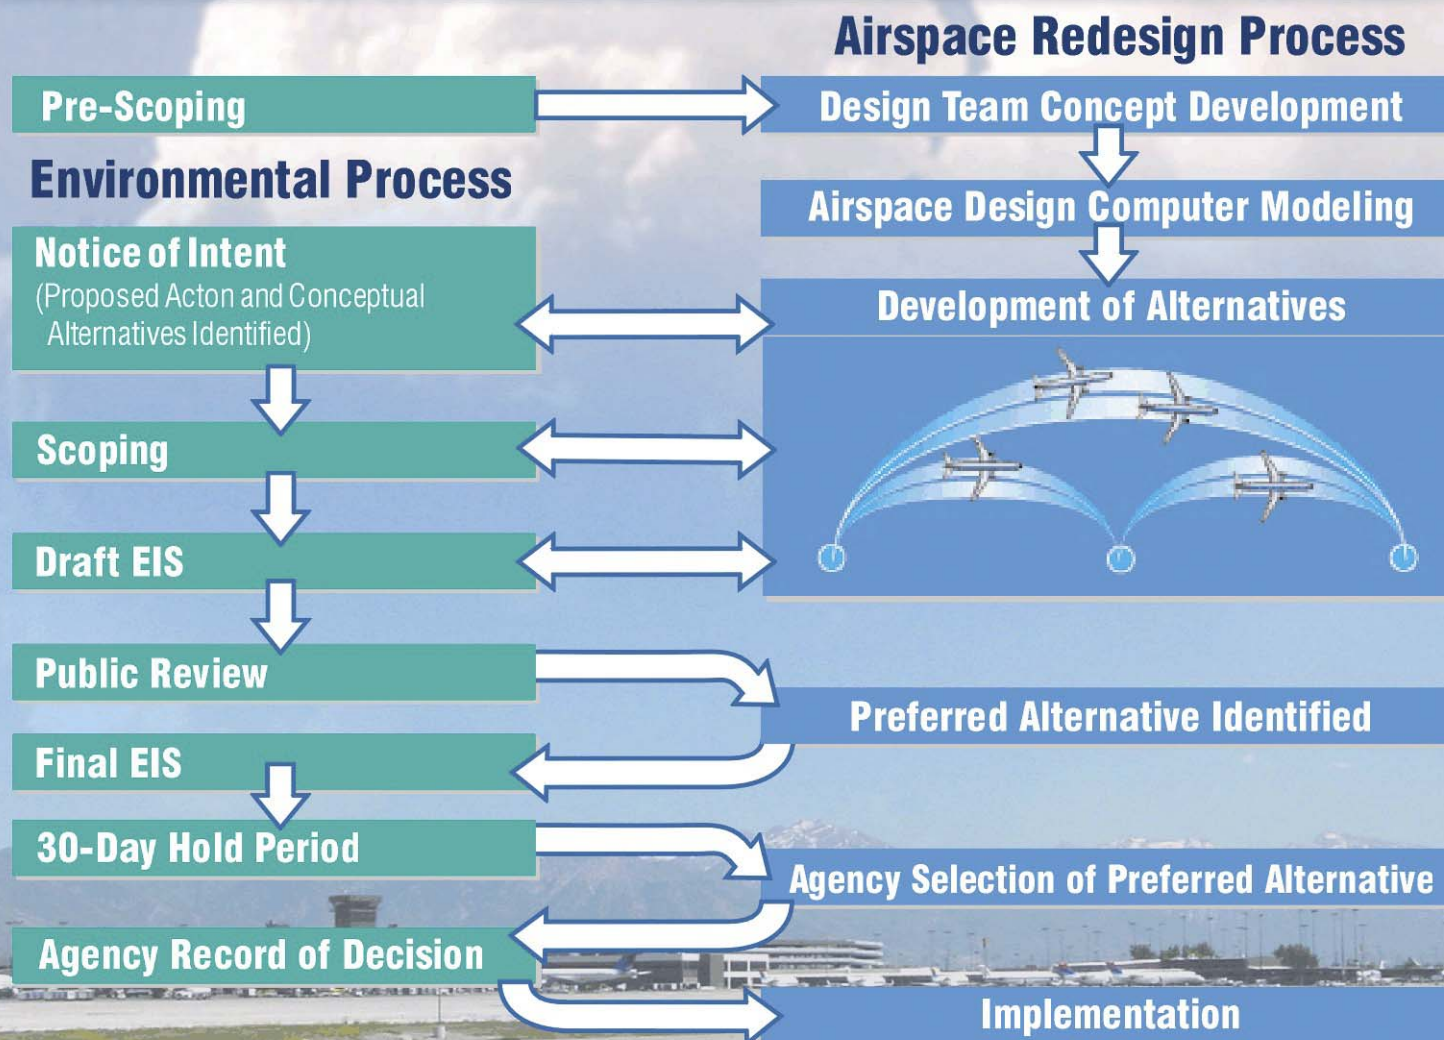 Airspace Redesign Process
Pre-Scoping
Design Team Concept Development
Environmental Process
Airspace Design Computer Modeling
Notice of Intent
(Proposed Acton and Conceptual
Alternatives Identified)
Development of Alternatives
Scoping
Draft EIS
Public Review
Preferred Alternative Identified
Final EIS
30-Day Hold Period
Agency Selection of Preferred Alternative
Agency Record of Decision
Implementation